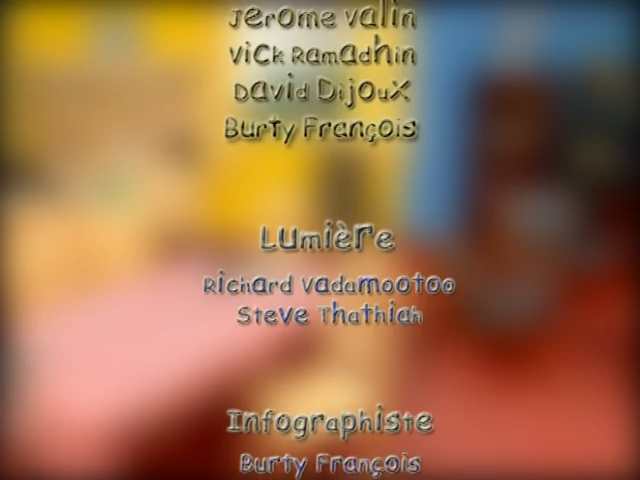 Jerome Valin
Vick Ramadhin
David Dijoux
Burty François
Lumière
Richard Vadamootoo
Steve Thathiah
Infographiste
Burty François